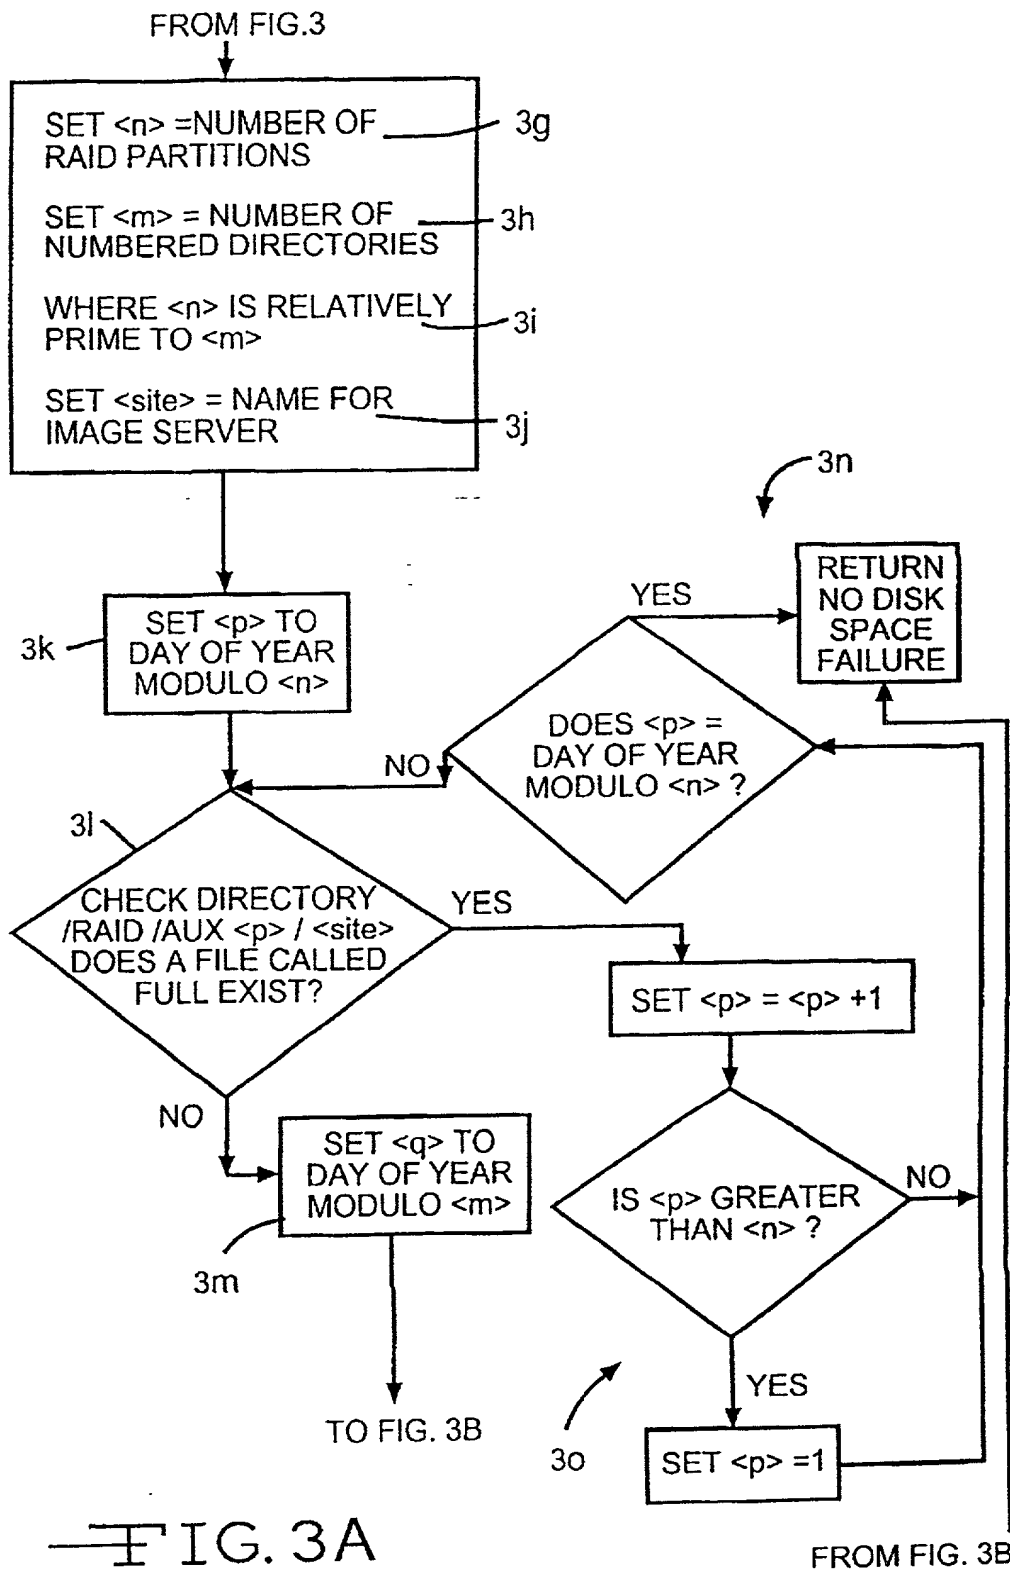 FROM FIG.3
SET <n> =NUMBER OF
RAID PARTITIONS
3g
SET <m> = NUMBER OF
NUMBERED DIRECTORIES
3h
WHERE <n> IS RELATIVELY
PRIME TO <m>
3i
SET <site> = NAME FOR
IMAGE SERVER
3j
3n
RETURN
NO DISK
SPACE
FAILURE
YES
3k
SET <p> TO
DAY OF YEAR
MODULO <n>
DOES <p> =
DAY OF YEAR
MODULO <n> ?
NO
3l
CHECK DIRECTORY
/RAID /AUX <p> / <site>
DOES A FILE CALLED
FULL EXIST?
YES
SET <p> = <p> +1
NO
SET <q> TO
DAY OF YEAR
MODULO <m>
3m
IS <p> GREATER
THAN <n> ?
NO
YES
TO FIG. 3B
3o
SET <p> =1
FIG. 3A
FROM FIG. 3B